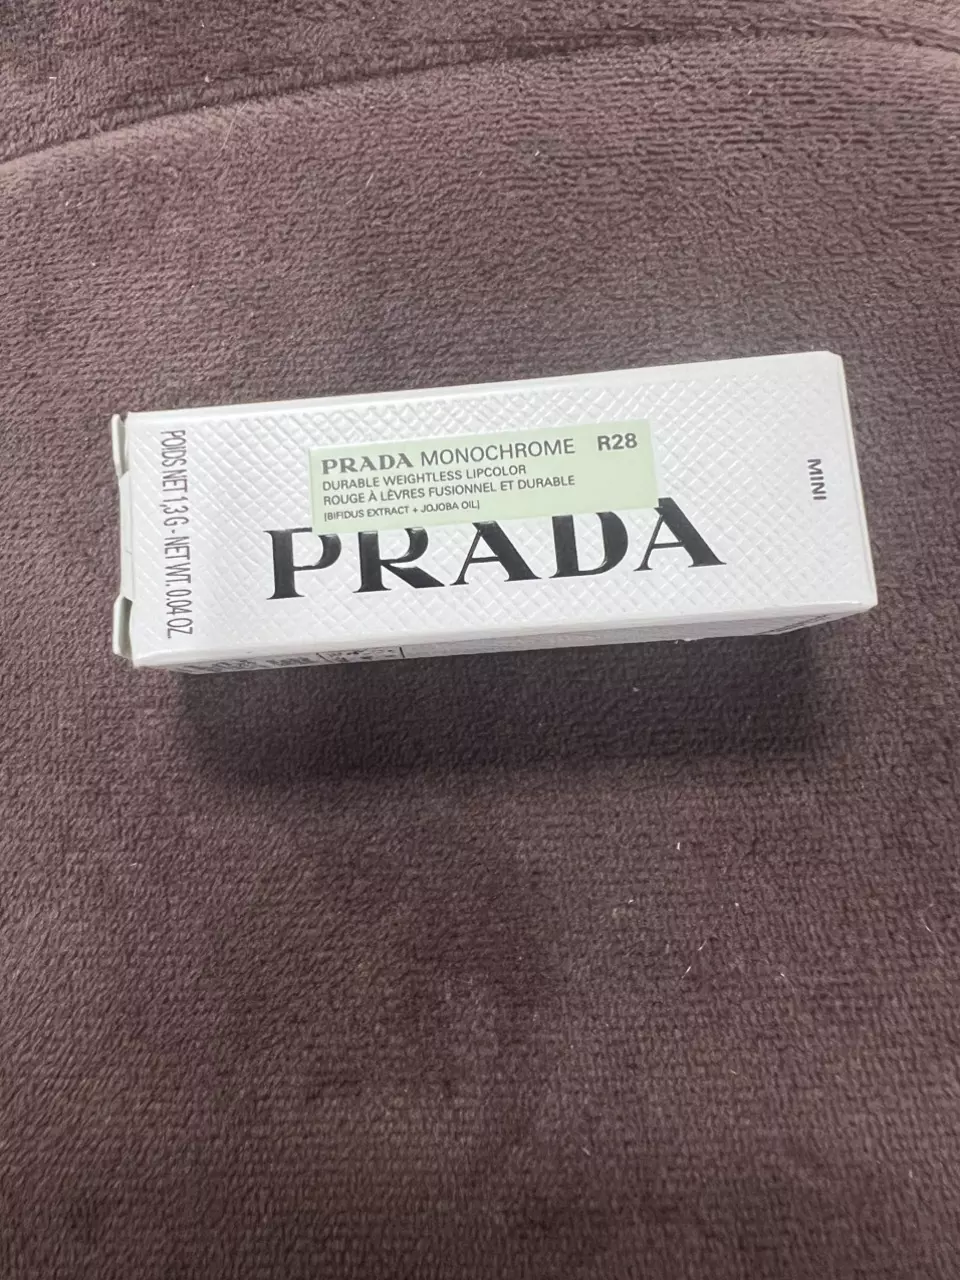 PRADA MONOCHROME R28
DURABLE WEIGHTLESS LIPCOLOR
ROUGE À LÈVRES FUSIONNEL ET DURABLE
[BIFIDUS EXTRACT + JOJOBA OIL]
PRADA
POIDS NET 1,3 G - NET WT. 0.04 OZ
MINI